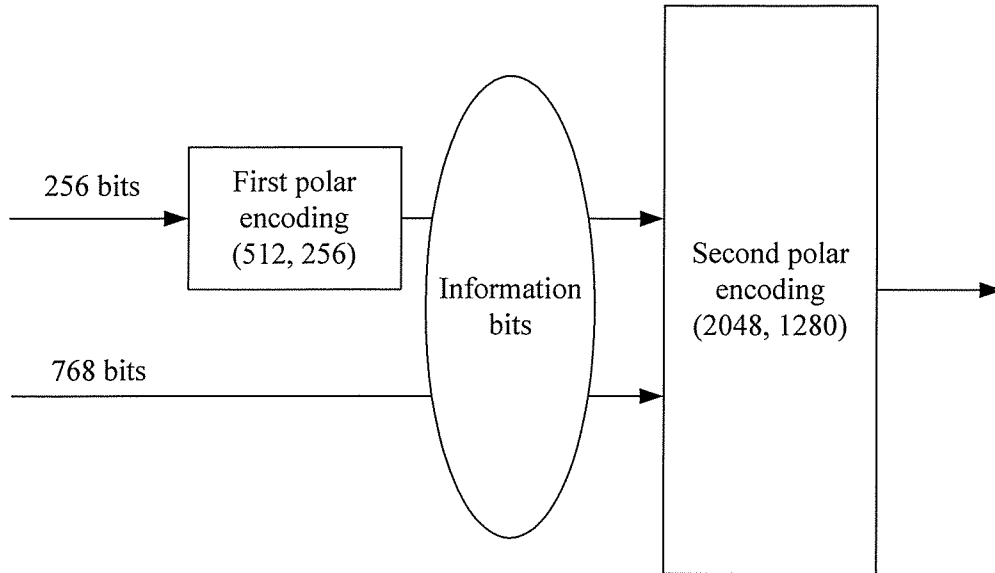 256 bits
First polar
encoding
(512, 256)
Information
bits
Second polar
encoding
(2048, 1280)
768 bits